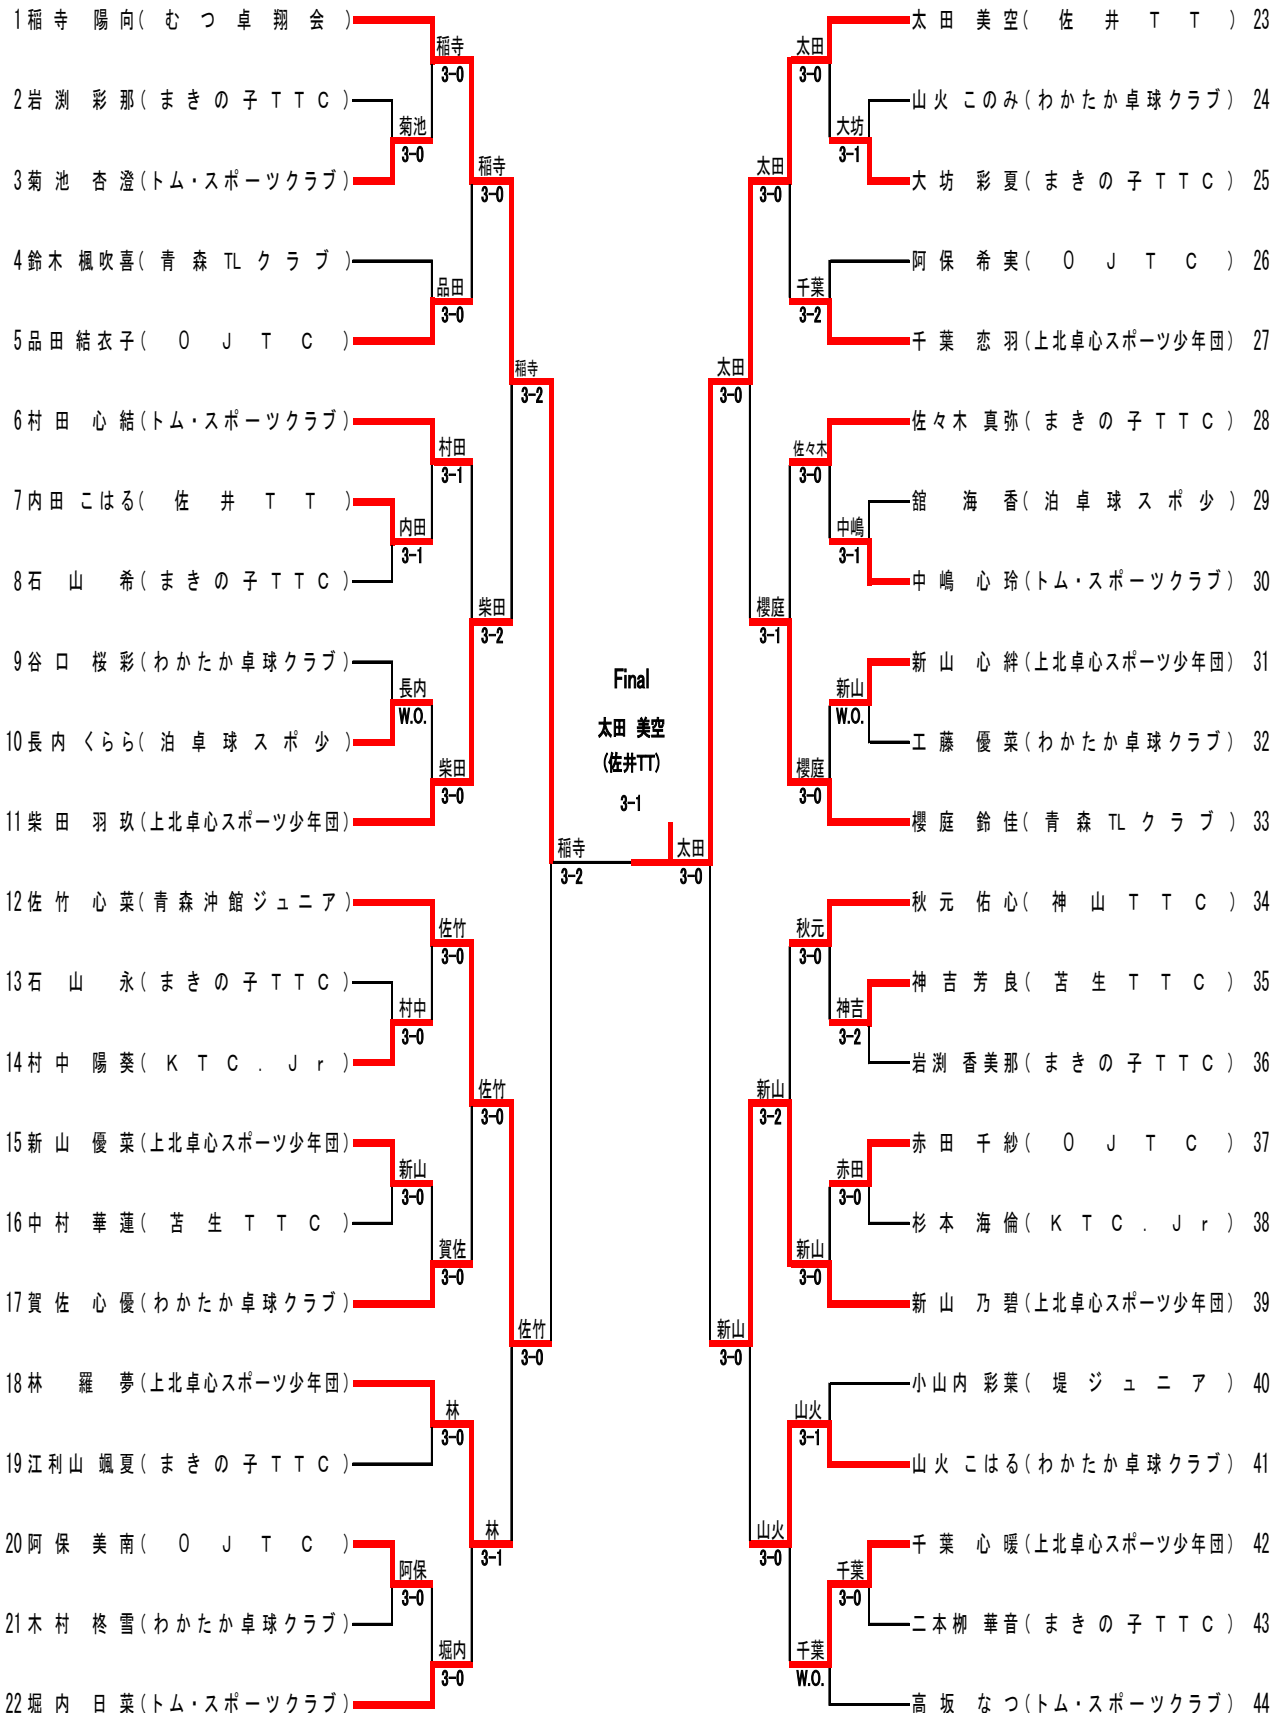 1 稲寺 陽向 (むつ卓翔会)
2 岩渕 彩那 (まきの子TTC)
3 菊池 杏澄 (トム・スポーツクラブ)
4 鈴木 楓吹喜 (青森TLクラブ)
5 品田 結衣子 (OJTC)
6 村田 心結 (トム・スポーツクラブ)
7 内田 こはる (佐井TT)
8 石山 希 (まきの子TTC)
9 谷口 桜彩 (わかたか卓球クラブ)
10 長内 くらら (泊卓球スポ少)
11 柴田 羽玖 (上北卓心スポーツ少年団)
12 佐竹 心菜 (青森沖館ジュニア)
13 石山 永 (まきの子TTC)
14 村中 陽葵 (KTC.Jr)
15 新山 優菜 (上北卓心スポーツ少年団)
16 中村 華蓮 (苫生TTC)
17 賀佐 心優 (わかたか卓球クラブ)
18 林 羅夢 (上北卓心スポーツ少年団)
19 江利山 颯夏 (まきの子TTC)
20 阿保 美南 (OJTC)
21 木村 柊雪 (わかたか卓球クラブ)
22 堀内 日菜 (トム・スポーツクラブ)
菊池
3-0
内田
3-1
長内
W.O.
村中
3-0
新山
3-0
阿保
3-0
稲寺
3-0
品田
3-0
村田
3-1
柴田
3-0
佐竹
3-0
賀佐
3-0
林
3-0
堀内
3-0
稲寺
3-0
柴田
3-2
佐竹
3-0
林
3-1
稲寺
3-2
佐竹
3-0
稲寺
3-2
Final
太田 美空
(佐井TT)
3-1
太田
3-0
太田
3-0
新山
3-0
太田
3-0
櫻庭
3-1
新山
3-2
山火
3-0
太田
3-0
千葉
3-2
佐々木
3-0
櫻庭
3-0
秋元
3-0
新山
3-0
山火
3-1
千葉
W.O.
大坊
3-1
中嶋
3-1
新山
W.O.
神吉
3-2
赤田
3-0
千葉
3-0
太田 美空 (佐井TT) 23
山火 このみ (わかたか卓球クラブ) 24
大坊 彩夏 (まきの子TTC) 25
阿保 希実 (OJTC) 26
千葉 恋羽 (上北卓心スポーツ少年団) 27
佐々木 真弥 (まきの子TTC) 28
舘 海香 (泊卓球スポ少) 29
中嶋 心玲 (トム・スポーツクラブ) 30
新山 心絆 (上北卓心スポーツ少年団) 31
工藤 優菜 (わかたか卓球クラブ) 32
櫻庭 鈴佳 (青森TLクラブ) 33
秋元 佑心 (神山TTC) 34
神吉 芳良 (苫生TTC) 35
岩渕 香美那 (まきの子TTC) 36
赤田 千紗 (OJTC) 37
杉本 海倫 (KTC.Jr) 38
新山 乃碧 (上北卓心スポーツ少年団) 39
小山内 彩葉 (堤ジュニア) 40
山火 こはる (わかたか卓球クラブ) 41
千葉 心暖 (上北卓心スポーツ少年団) 42
二本柳 華音 (まきの子TTC) 43
高坂 なつ (トム・スポーツクラブ) 44